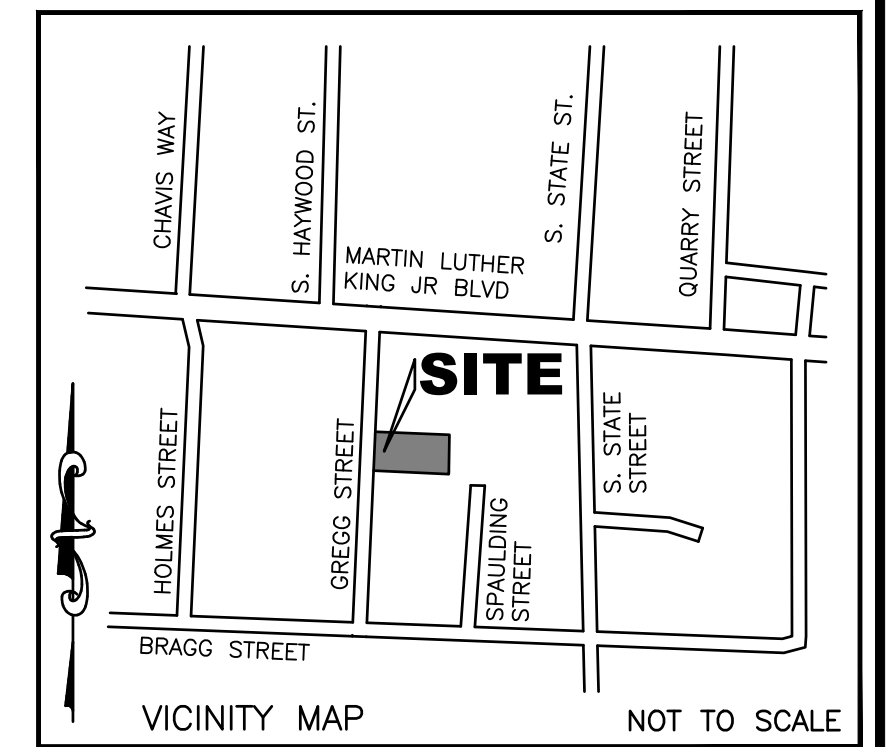 CHAVIS WAY
S. HAYWOOD ST.
S. STATE ST.
QUARRY STREET
MARTIN LUTHER
KING JR BLVD
SITE
HOLMES STREET
GREGG STREET
S. STATE
STREET
SPAULDING
STREET
BRAGG STREET
VICINITY MAP
NOT TO SCALE